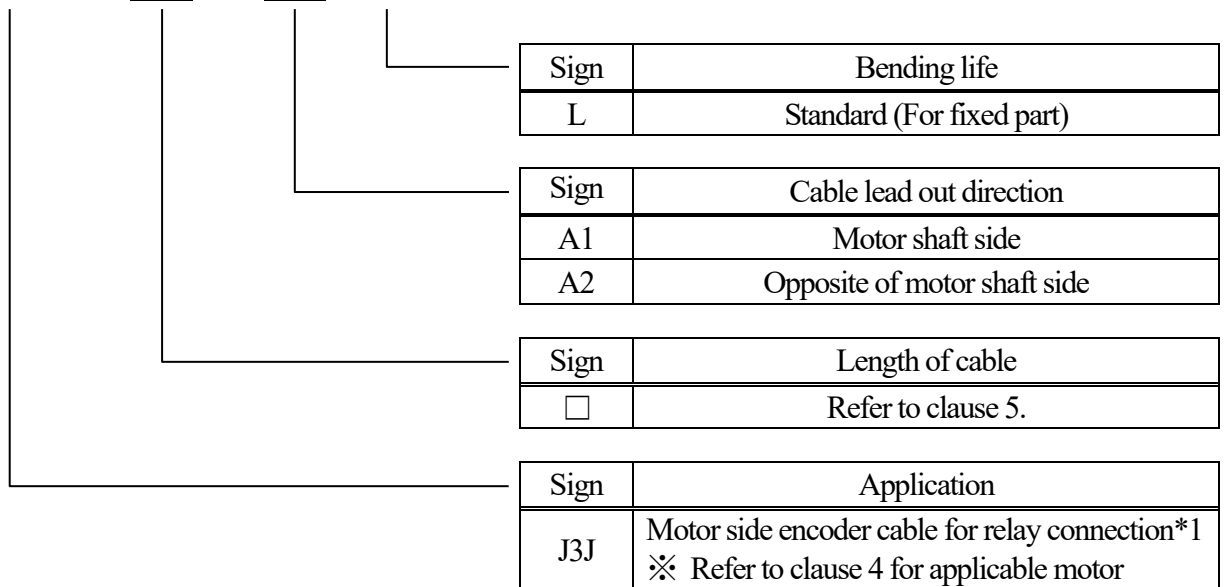 Sign Bending life
L Standard (For fixed part)
Sign Cable lead out direction
A1 Motor shaft side
A2 Opposite of motor shaft side
Sign Length of cable
□ Refer to clause 5.
Sign Application
J3J Motor side encoder cable for relay connection*1
※ Refer to clause 4 for applicable motor